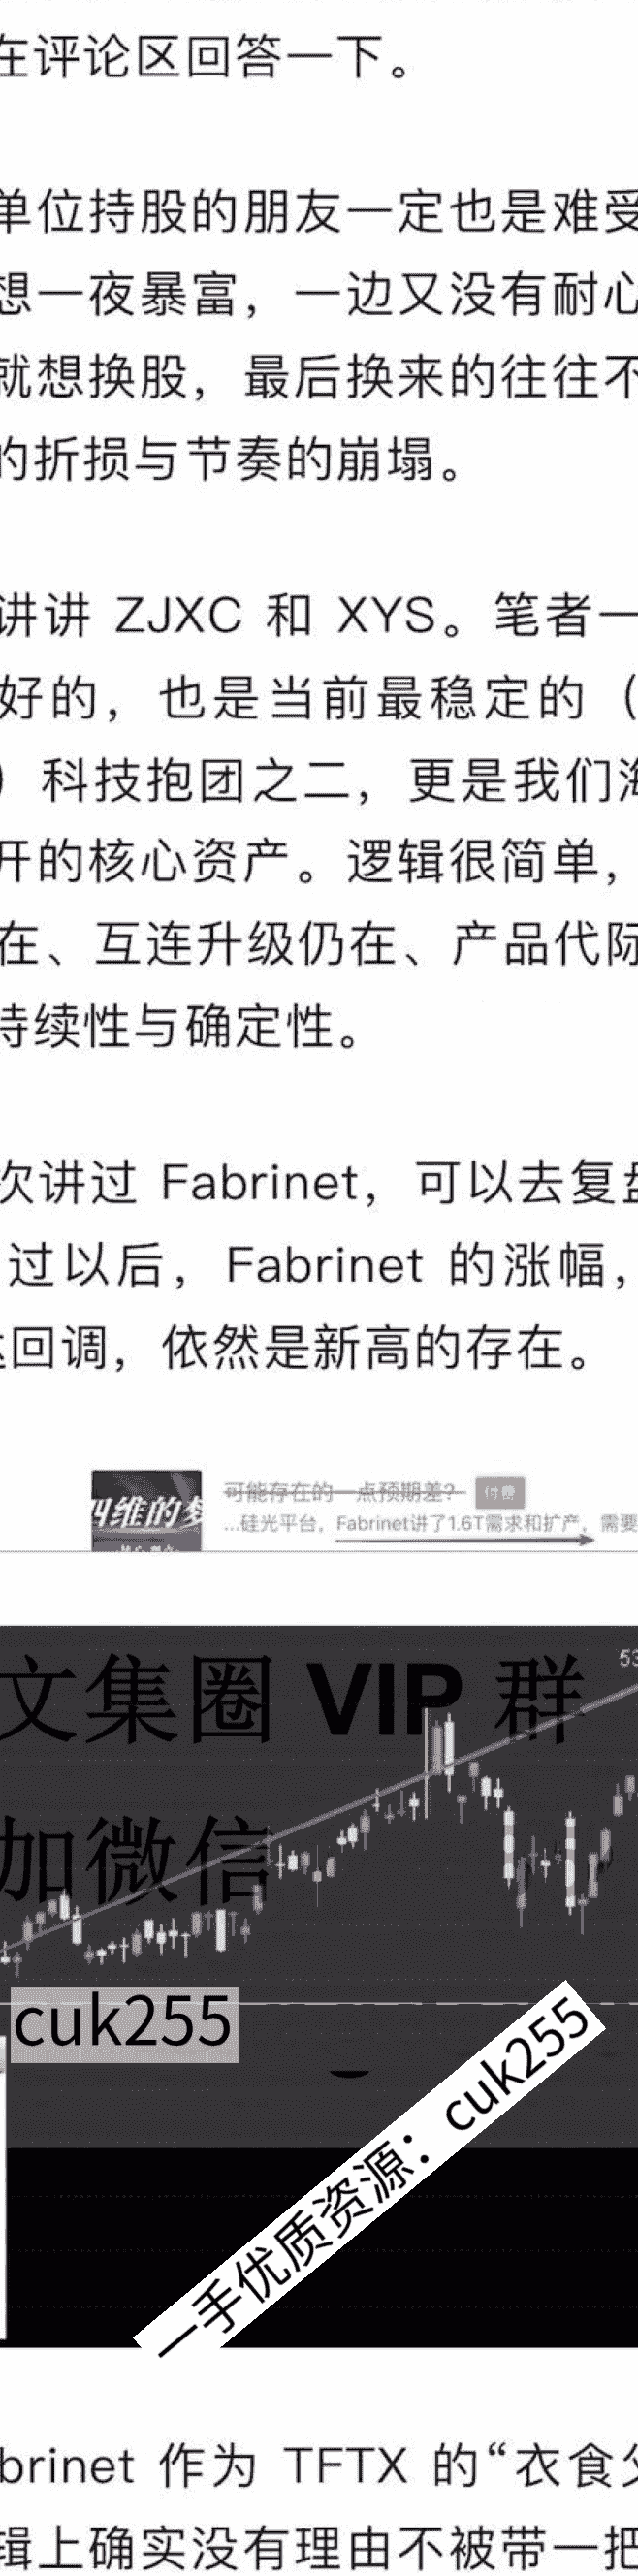 在评论区回答一下。
单位持股的朋友一定也是难受
想一夜暴富，一边又没有耐心
就想换股，最后换来的往往不
的折损与节奏的崩塌。
讲讲 ZJXC 和 XYS。笔者一
好的，也是当前最稳定的（
）科技抱团之二，更是我们海
开的核心资产。逻辑很简单，
在、互连升级仍在、产品代际
持续性与确定性。
次讲过 Fabrinet，可以去复盘
过以后，Fabrinet 的涨幅，
回调，依然是新高的存在。
四维的梦
可能存在的一点预期差？ 付费
...硅光平台，Fabrinet讲了1.6T需求和扩产，需要
53
文集圈 VIP 群
加微信
cuk255
一手优质资源：cuk255
brinet 作为 TFTX 的“衣食父
辑上确实没有理由不被带一把